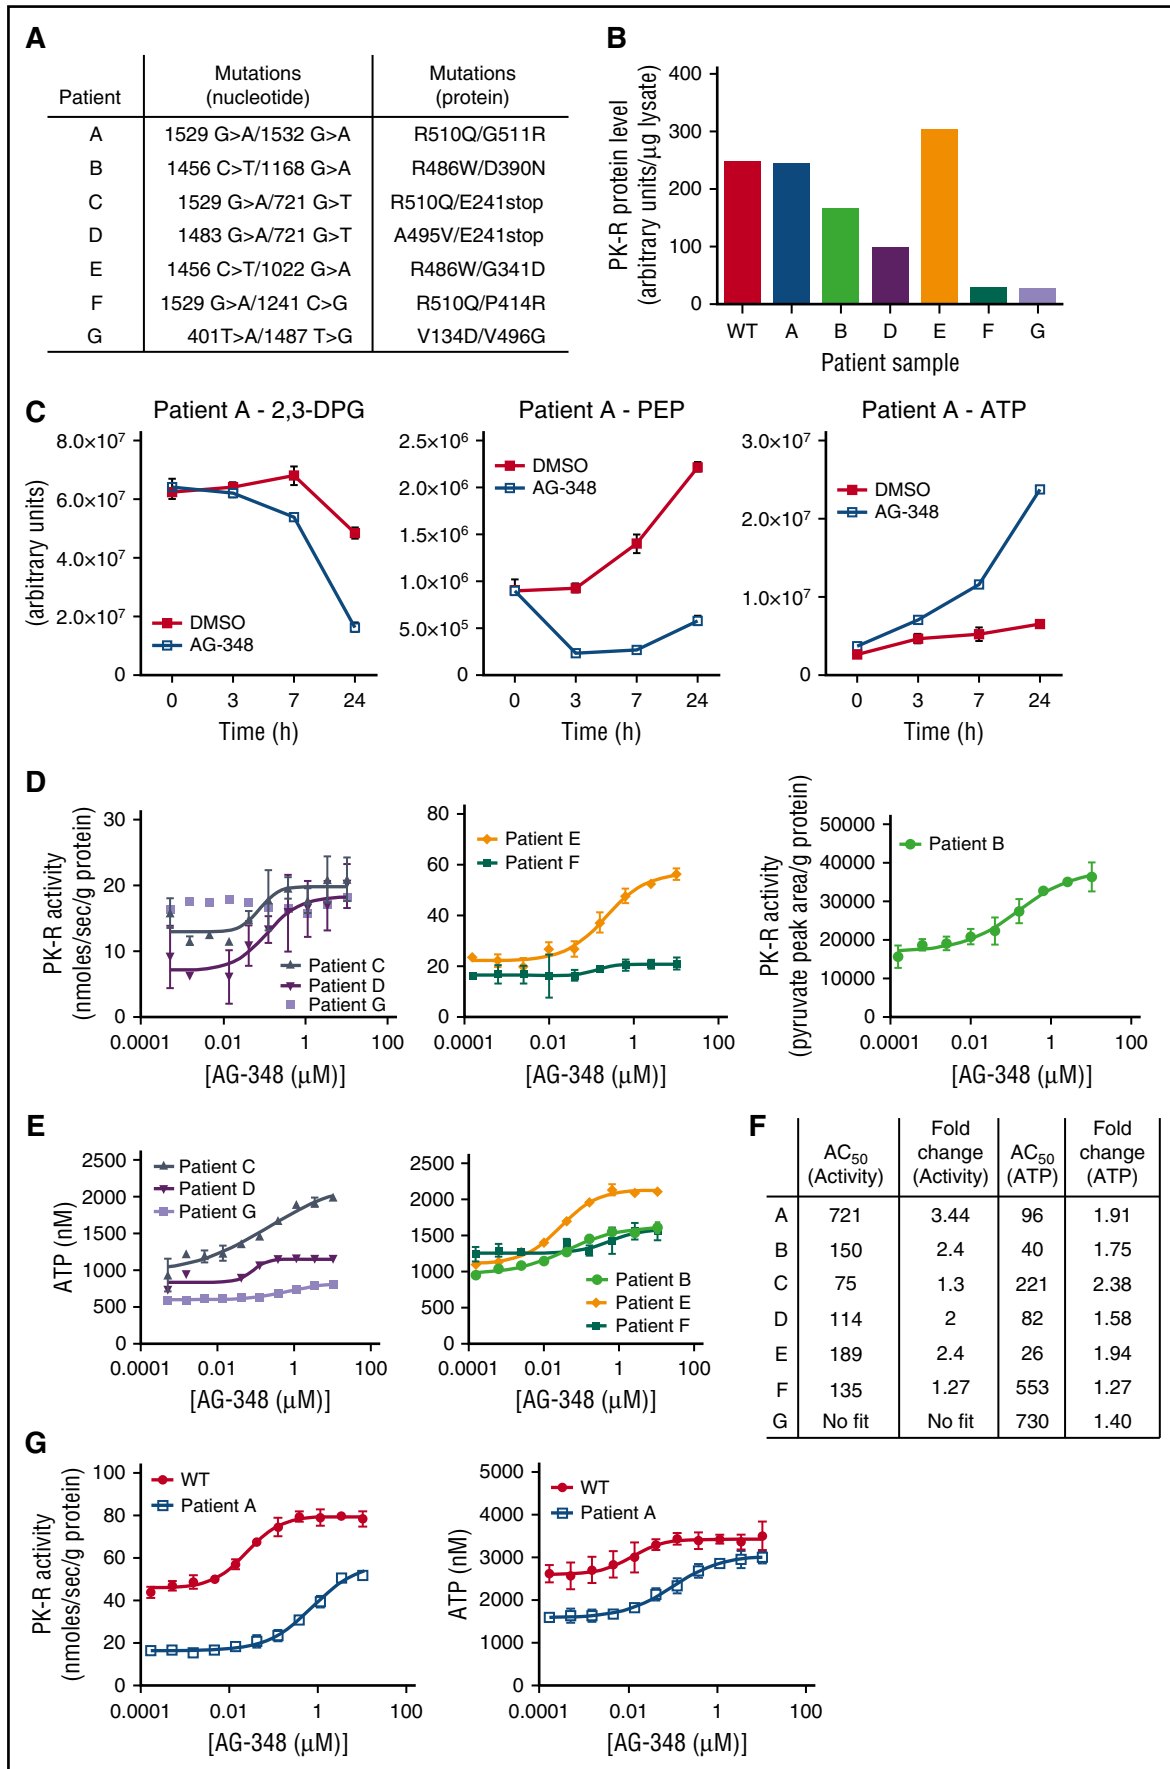 A
Patient
Mutations
(nucleotide)
Mutations
(protein)
A 1529 G>A/1532 G>A R510Q/G511R
B 1456 C>T/1168 G>A R486W/D390N
C 1529 G>A/721 G>T R510Q/E241stop
D 1483 G>A/721 G>T A495V/E241stop
E 1456 C>T/1022 G>A R486W/G341D
F 1529 G>A/1241 C>G R510Q/P414R
G 401T>A/1487 T>G V134D/V496G
B
PK-R protein level
(arbitrary units/μg lysate)
400
300
200
100
0
WT A B D E F G
Patient sample
C
Patient A - 2,3-DPG
(arbitrary units)
8.0×10⁷
6.0×10⁷
4.0×10⁷
2.0×10⁷
0
DMSO
AG-348
0 3 7 24
Time (h)
Patient A - PEP
2.5×10⁶
2.0×10⁶
1.5×10⁶
1.0×10⁶
5.0×10⁵
0
DMSO
AG-348
0 3 7 24
Time (h)
Patient A - ATP
3.0×10⁷
2.0×10⁷
1.0×10⁷
0
DMSO
AG-348
0 3 7 24
Time (h)
D
PK-R activity
(nmoles/sec/g protein)
30
20
10
0
Patient C
Patient D
Patient G
0.0001 0.01 1 100
[AG-348 (μM)]
80
60
40
20
0
Patient E
Patient F
0.0001 0.01 1 100
[AG-348 (μM)]
PK-R activity
(pyruvate peak area/g protein)
50000
40000
30000
20000
10000
0
Patient B
0.0001 0.01 1 100
[AG-348 (μM)]
E
ATP (nM)
2500
2000
1500
1000
500
0
Patient C
Patient D
Patient G
0.0001 0.01 1 100
[AG-348 (μM)]
2500
2000
1500
1000
500
0
Patient B
Patient E
Patient F
0.0001 0.01 1 100
[AG-348 (μM)]
F
AC₅₀
(Activity)
Fold
change
(Activity)
AC₅₀
(ATP)
Fold
change
(ATP)
A 721 3.44 96 1.91
B 150 2.4 40 1.75
C 75 1.3 221 2.38
D 114 2 82 1.58
E 189 2.4 26 1.94
F 135 1.27 553 1.27
G No fit No fit 730 1.40
G
PK-R activity
(nmoles/sec/g protein)
100
80
60
40
20
0
WT
Patient A
0.0001 0.01 1 100
[AG-348 (μM)]
ATP (nM)
5000
4000
3000
2000
1000
0
WT
Patient A
0.0001 0.01 1 100
[AG-348 (μM)]